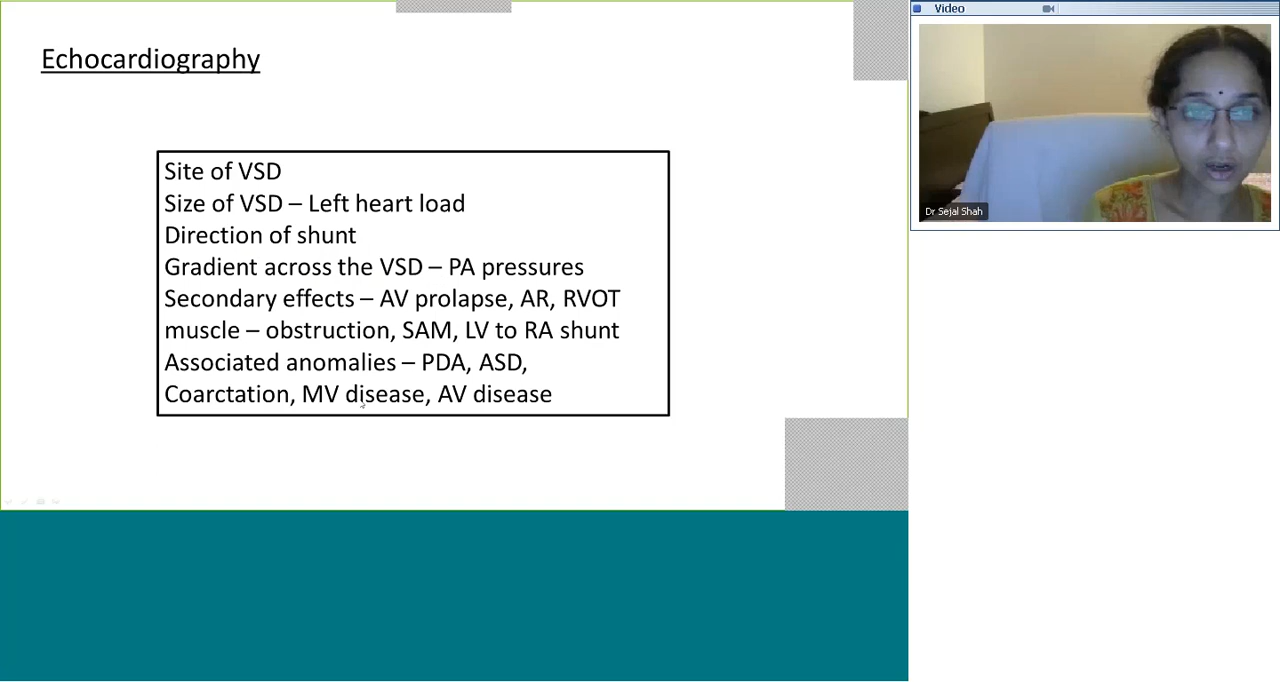 Echocardiography
Site of VSD
Size of VSD – Left heart load
Direction of shunt
Gradient across the VSD – PA pressures
Secondary effects – AV prolapse, AR, RVOT
muscle – obstruction, SAM, LV to RA shunt
Associated anomalies – PDA, ASD,
Coarctation, MV disease, AV disease
Video
Dr Sejal Shah